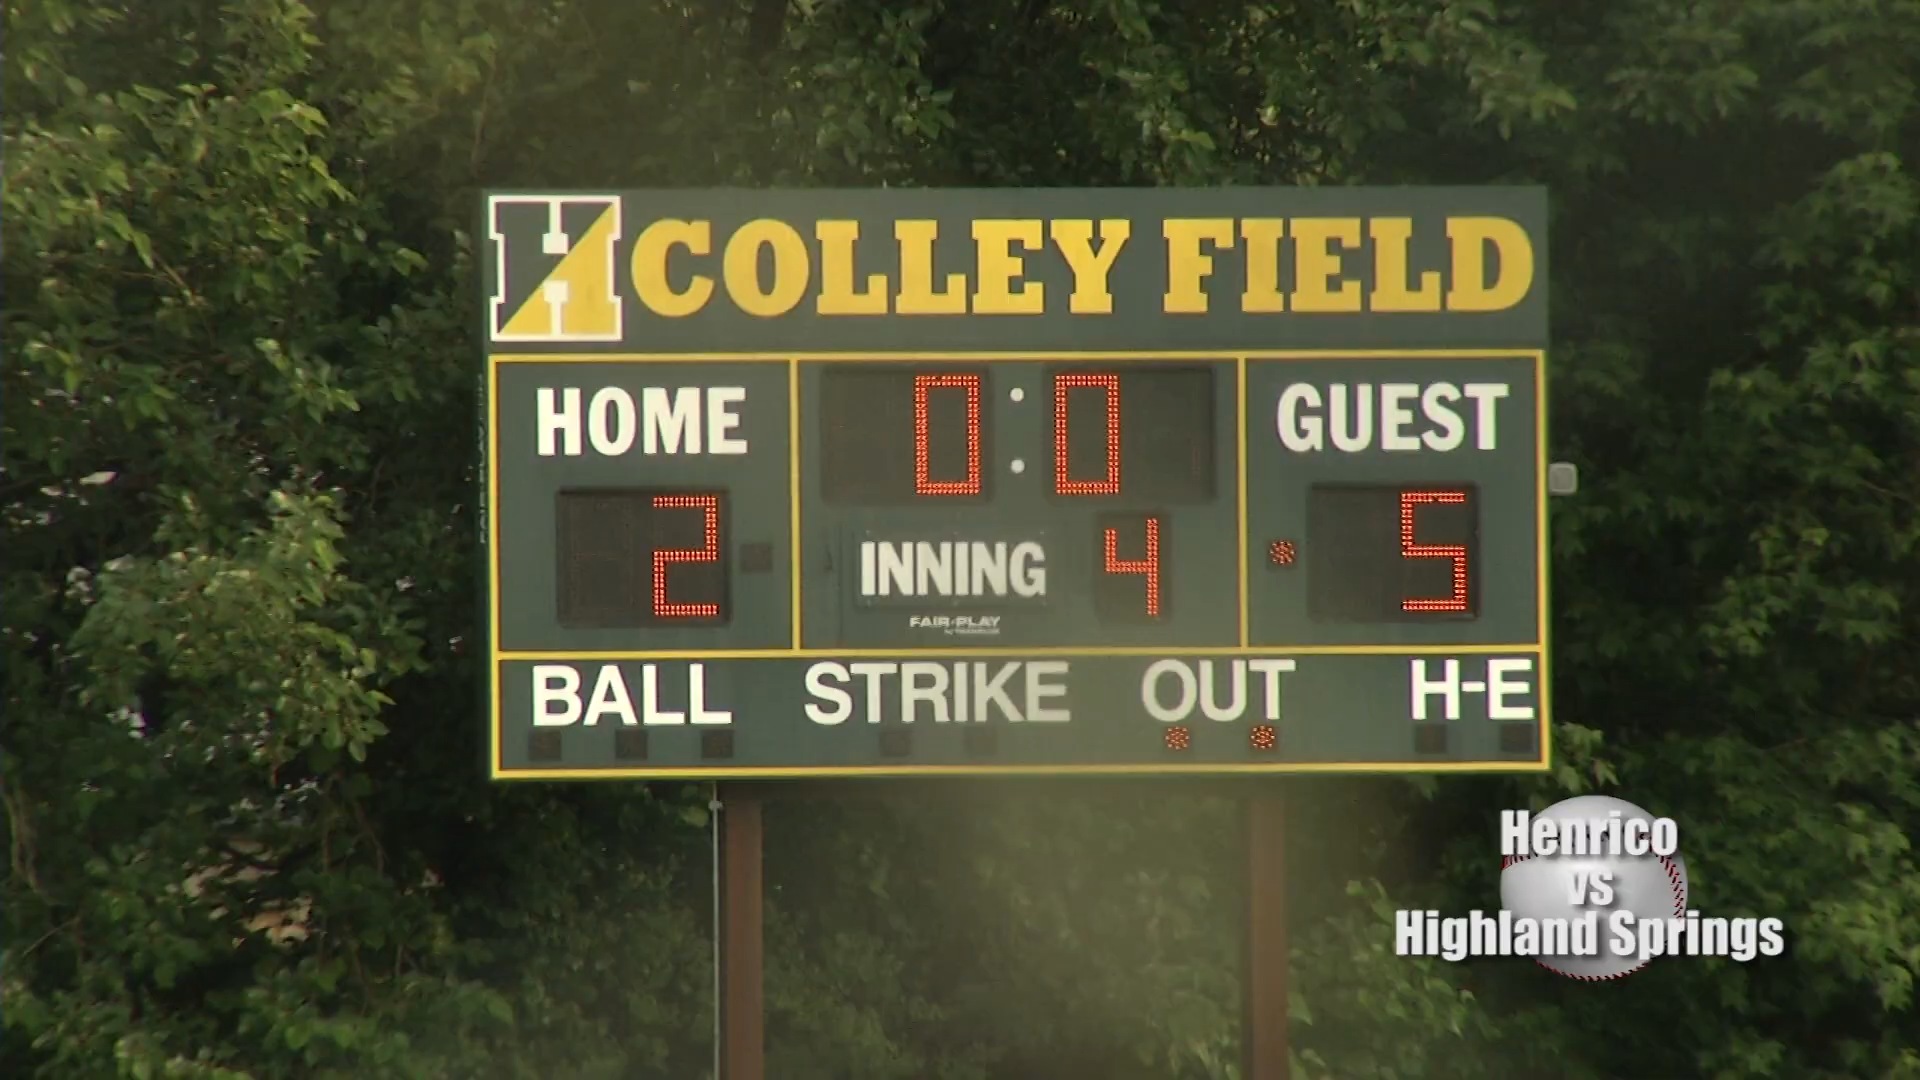 H COLLEY FIELD
HOME
0:0
GUEST
2
INNING 4
5
FAIR-PLAY
BALL STRIKE OUT H-E
Henrico
vs
Highland Springs